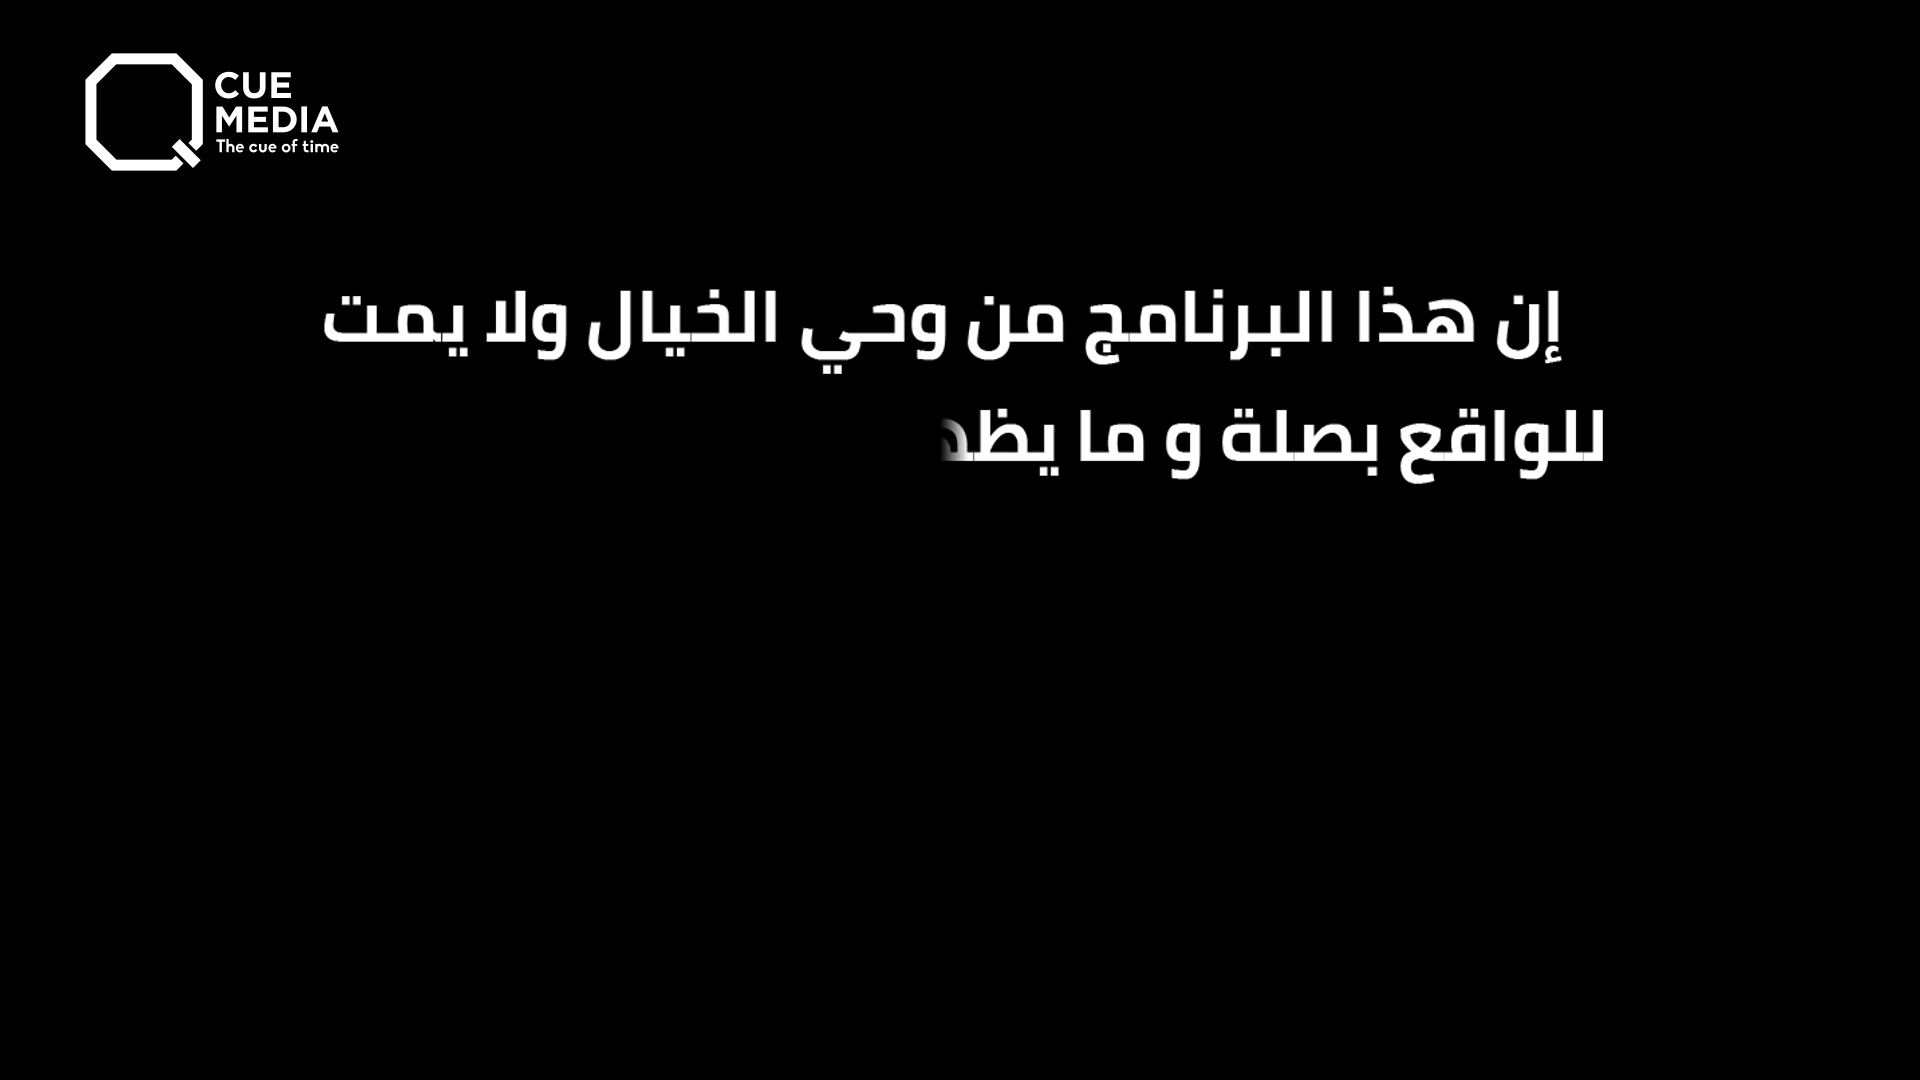 CUE
MEDIA
The cue of time
إن هذا البرنامج من وحي الخيال ولا يمت
للواقع بصلة و ما